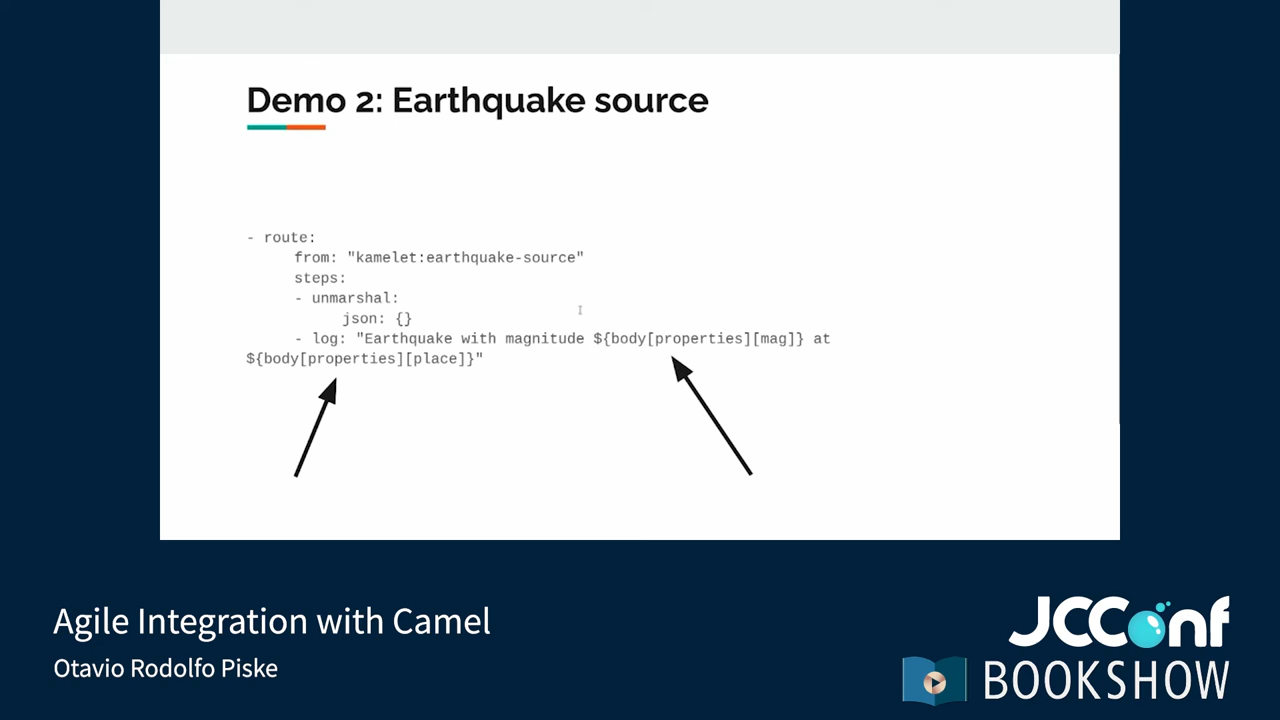 Demo 2: Earthquake source
- route:
from: "kamelet:earthquake-source"
steps:
- unmarshal:
json: {}
- log: "Earthquake with magnitude ${body[properties][mag]} at
${body[properties][place]}"
Agile Integration with Camel
Otavio Rodolfo Piske
JCConf
BOOKSHOW